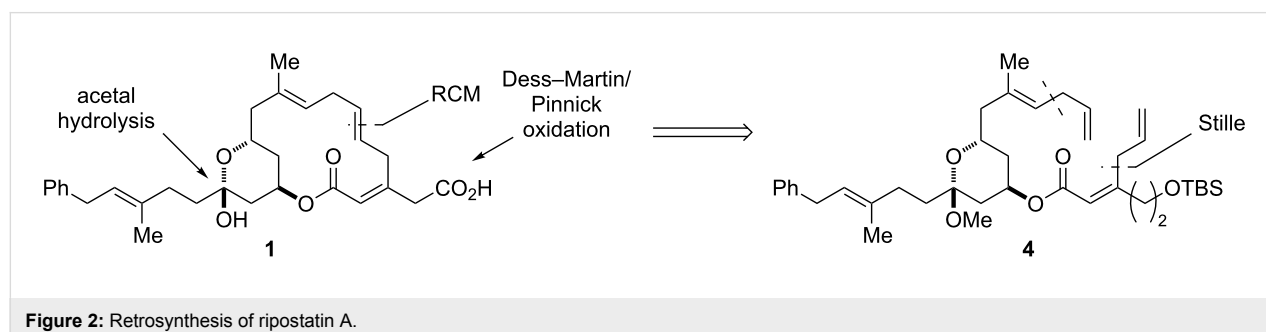 Me
acetal
hydrolysis
RCM
Dess–Martin/
Pinnick
oxidation
O
O
Ph
OH
O
CO2H
Me
1
Me
Stille
O
O
Ph
OMe
O
OTBS
( )2
Me
4
Figure 2: Retrosynthesis of ripostatin A.